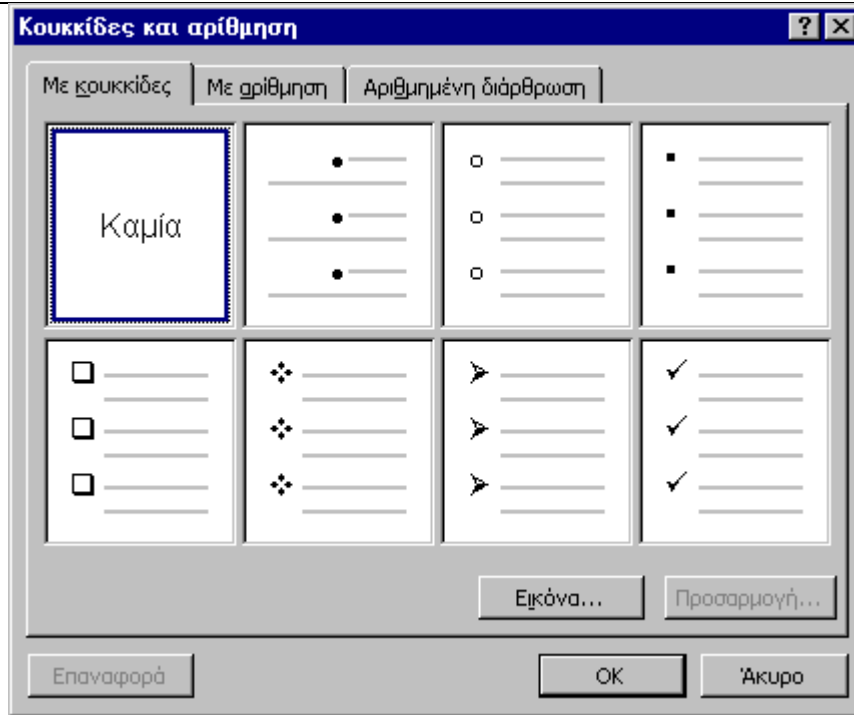 Κουκκίδες και αρίθμηση
Με κουκκίδες Με αρίθμηση Αριθμημένη διάρθρωση
Καμία
Εικόνα... Προσαρμογή...
Επαναφορά OK Άκυρο